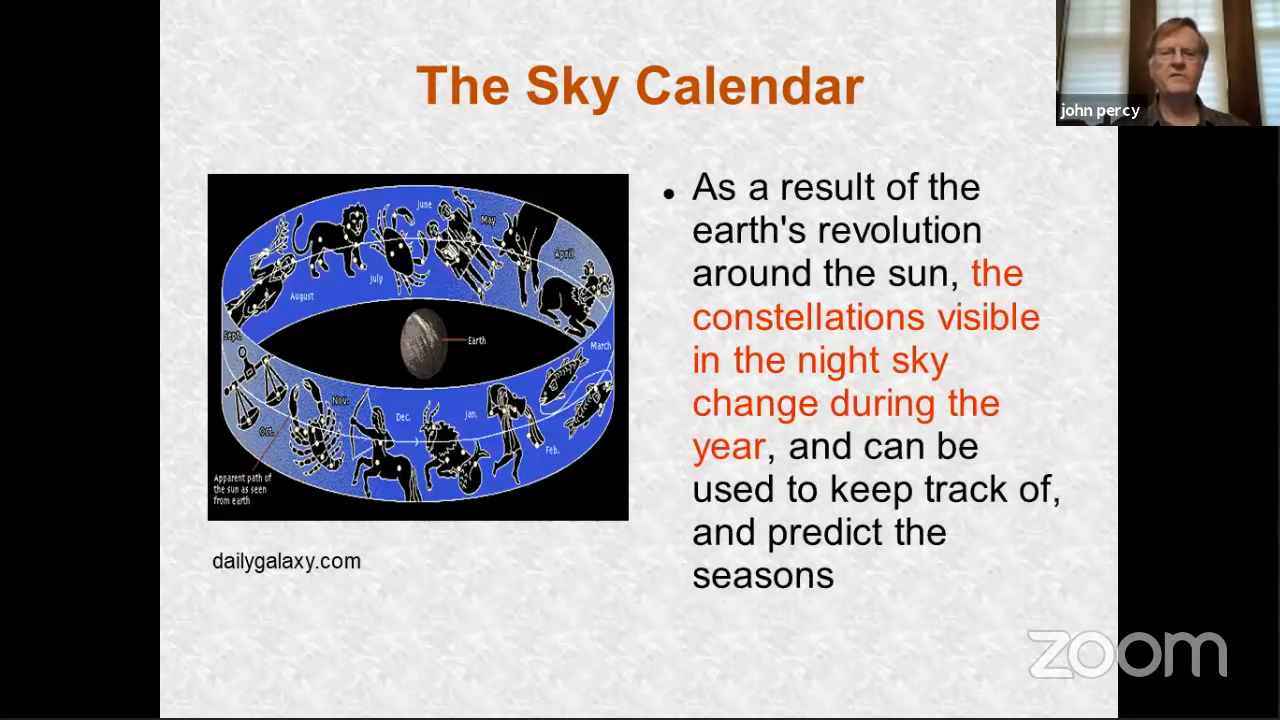 The Sky Calendar
john percy
June
May
April
July
August
Sept.
Earth
March
Nov.
Dec.
Jan.
Oct.
Feb.
Apparent path of
the sun as seen
from earth
dailygalaxy.com
• As a result of the
earth's revolution
around the sun, the
constellations visible
in the night sky
change during the
year, and can be
used to keep track of,
and predict the
seasons
zoom